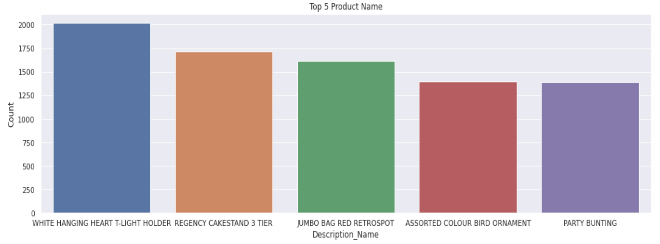 Top 5 Product Name
2000
1750
1500
1250
1000
750
500
250
0
Count
WHITE HANGING HEART T-LIGHT HOLDER REGENCY CAKESTAND 3 TIER JUMBO BAG RED RETROSPOT ASSORTED COLOUR BIRD ORNAMENT PARTY BUNTING
Description_Name